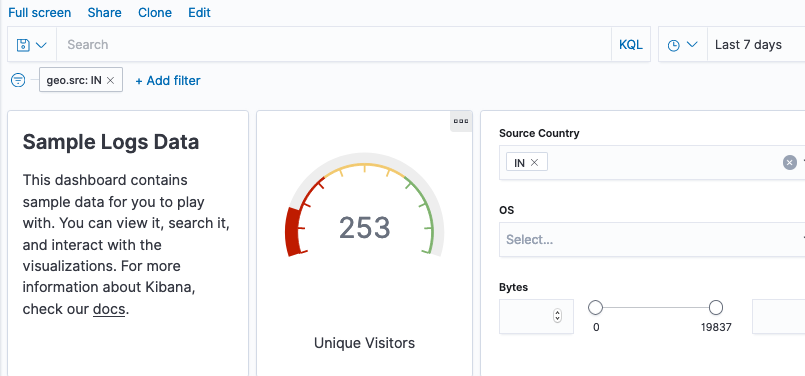 Full screen Share Clone Edit
Search KQL Last 7 days
geo.src: IN + Add filter
Sample Logs Data
This dashboard contains
sample data for you to play
with. You can view it, search it,
and interact with the
visualizations. For more
information about Kibana,
check our docs.
253
Unique Visitors
Source Country
IN
OS
Select...
Bytes
0 19837